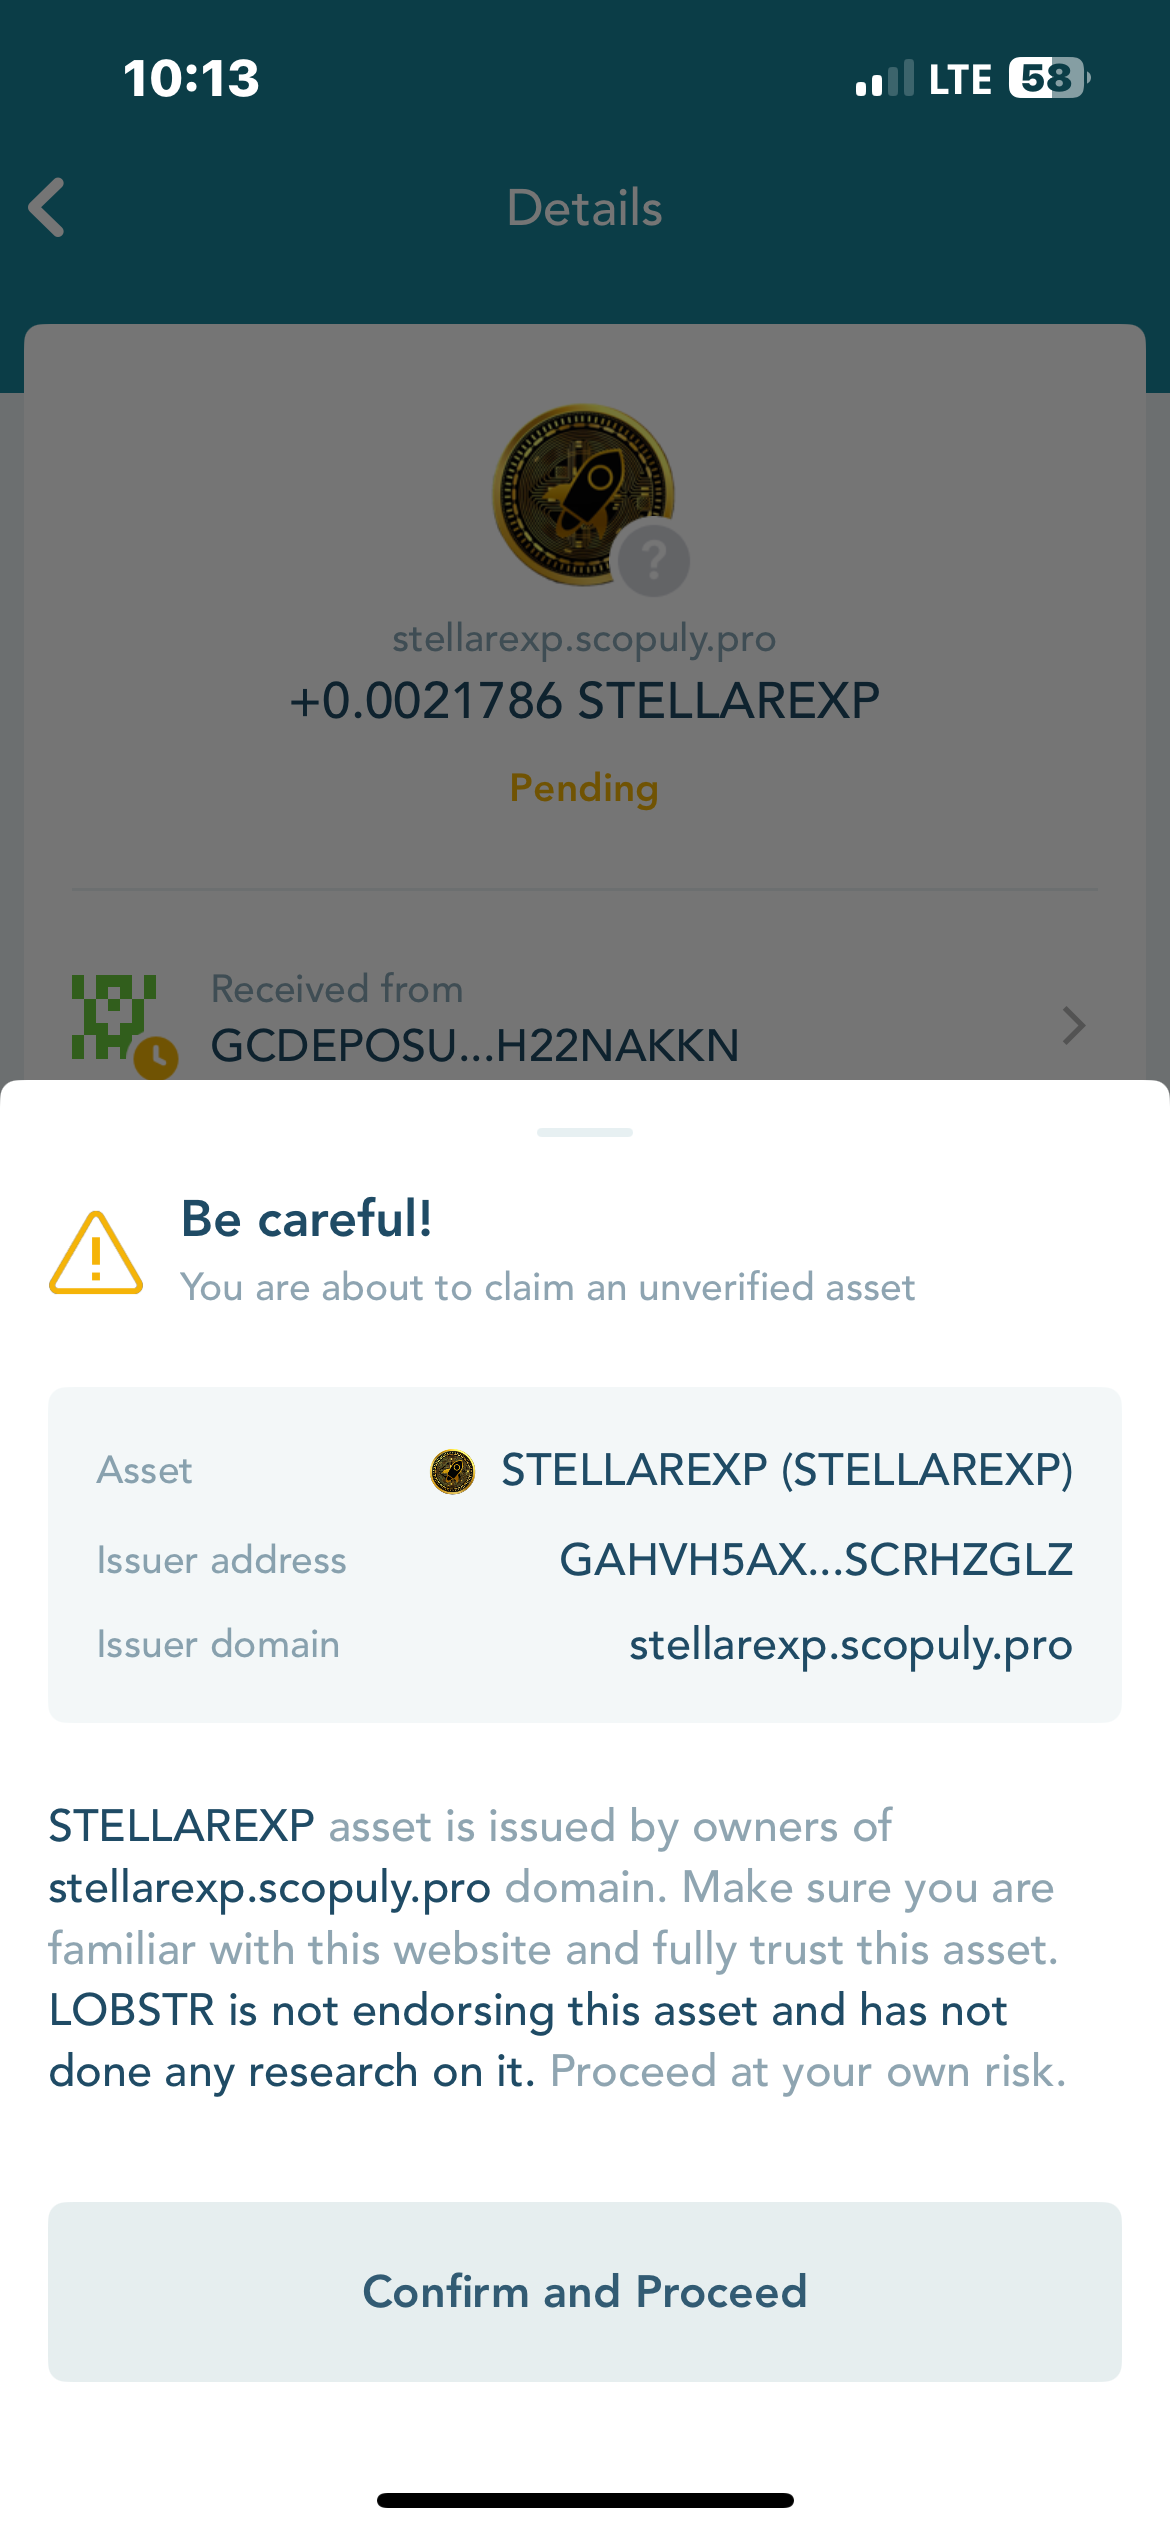 10:13
LTE 58
Details
?
stellarexp.scopuly.pro
+0.0021786 STELLAREXP
Pending
Received from
GCDEPOSU...H22NAKKN
Be careful!
You are about to claim an unverified asset
Asset STELLAREXP (STELLAREXP)
Issuer address GAHVH5AX...SCRHZGLZ
Issuer domain stellarexp.scopuly.pro
STELLAREXP asset is issued by owners of
stellarexp.scopuly.pro domain. Make sure you are
familiar with this website and fully trust this asset.
LOBSTR is not endorsing this asset and has not
done any research on it. Proceed at your own risk.
Confirm and Proceed